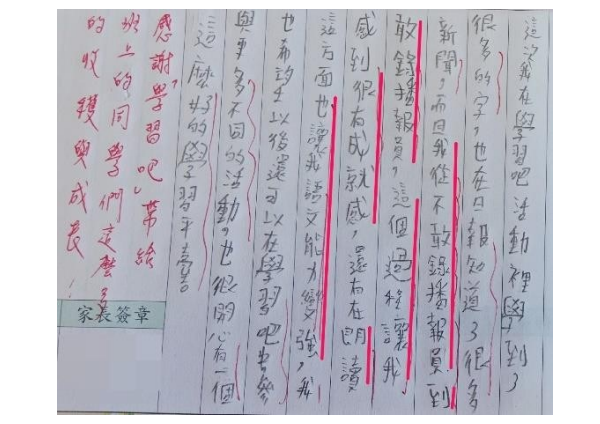 這次我在學習吧活動裡學到了
很多的字，也在日報知道了很多
新聞，而且我從不敢錄播報員到
敢錄播報員，這個過程讓我
感到很有成就感，還有在朗讀
這方面也讓我語文能力變強，我
也希望以後還可以在學習吧參
與更多不同的活動，也很開心有一個
這麼好的學習平臺。
感謝"學習吧"帶給
班上的同學們這麼多
的收穫與成長！
家長簽章